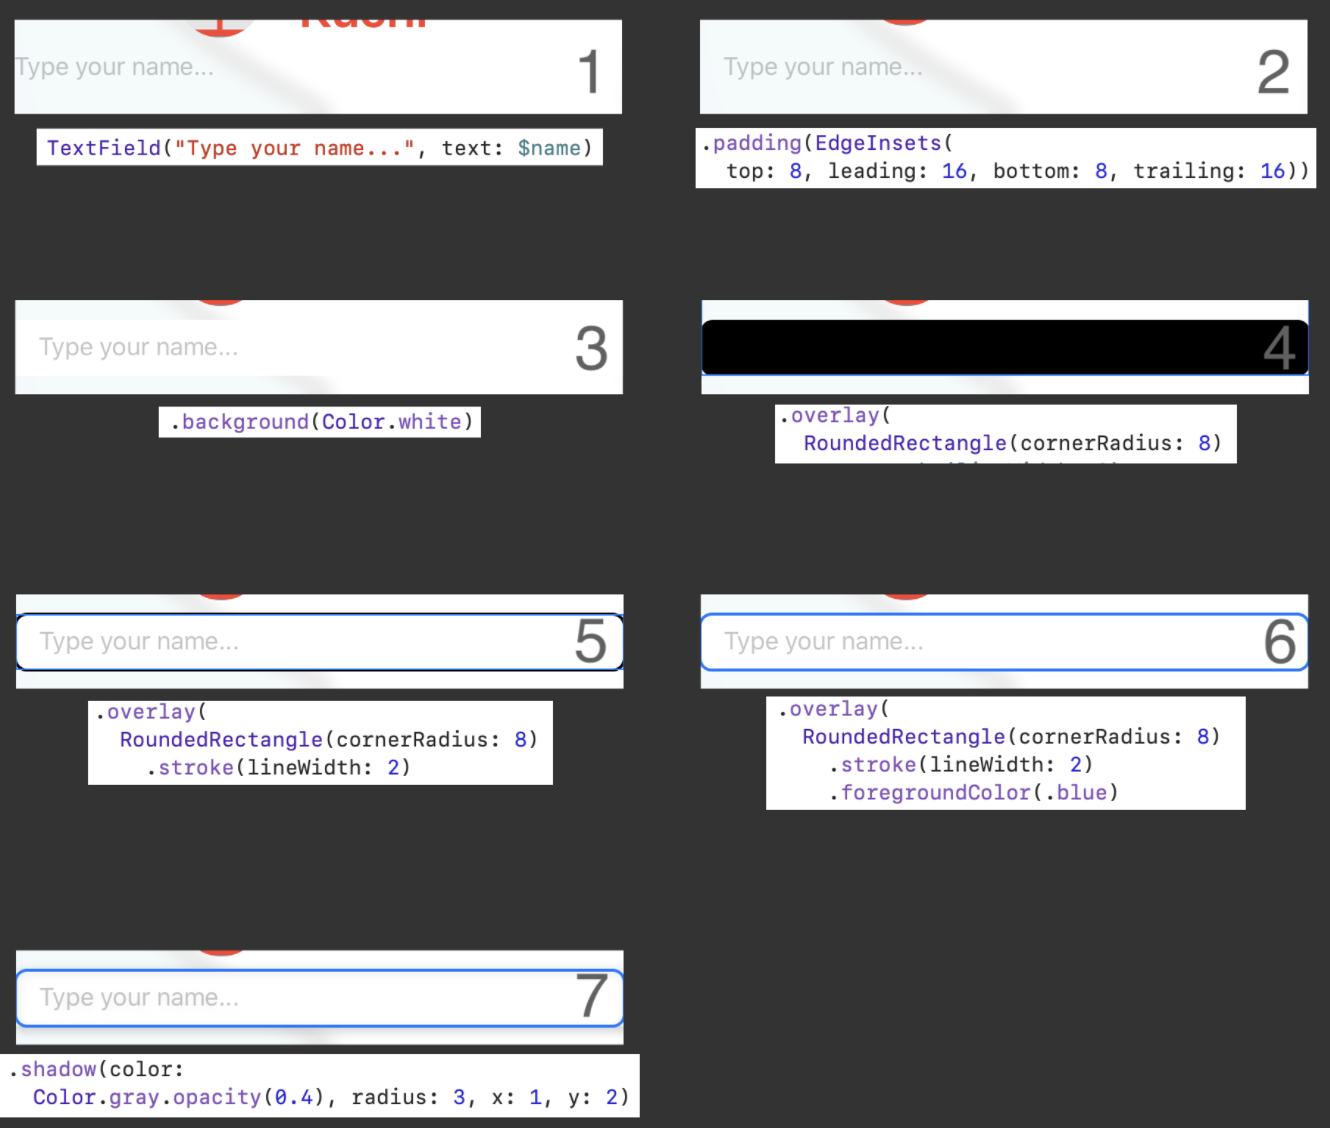 Type your name...
1
TextField("Type your name...", text: $name)
Type your name...
2
.padding(EdgeInsets(
top: 8, leading: 16, bottom: 8, trailing: 16))
Type your name...
3
.background(Color.white)
4
.overlay(
RoundedRectangle(cornerRadius: 8)
Type your name...
5
.overlay(
RoundedRectangle(cornerRadius: 8)
.stroke(lineWidth: 2)
Type your name...
6
.overlay(
RoundedRectangle(cornerRadius: 8)
.stroke(lineWidth: 2)
.foregroundColor(.blue)
Type your name...
7
.shadow(color:
Color.gray.opacity(0.4), radius: 3, x: 1, y: 2)